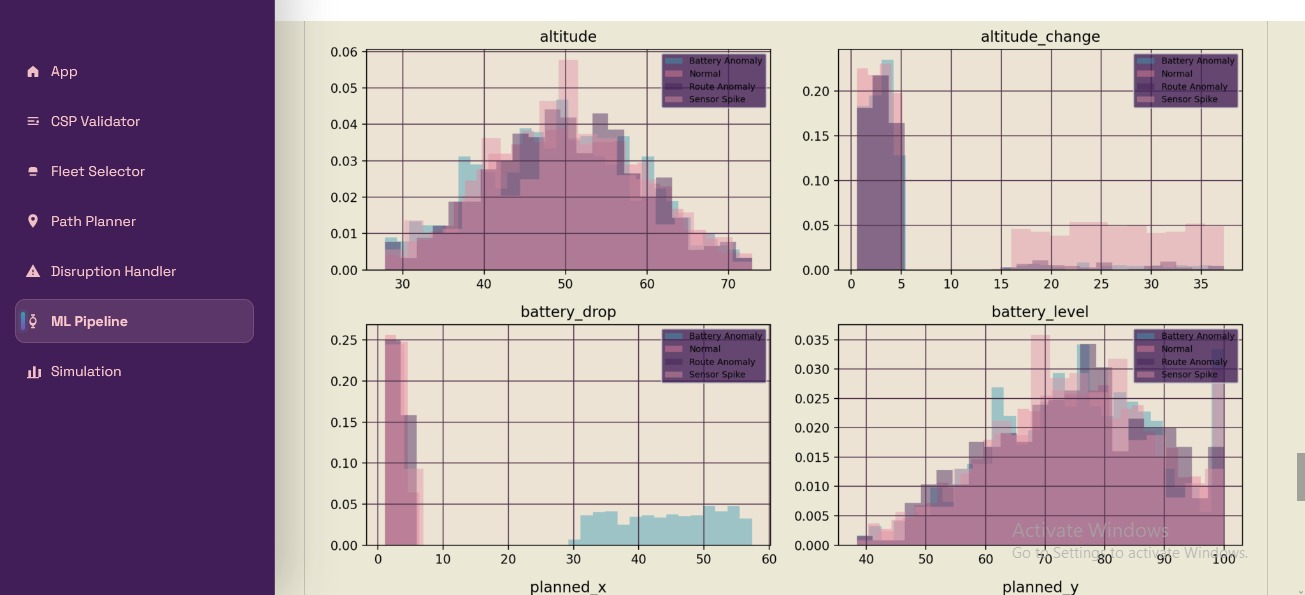 App
CSP Validator
Fleet Selector
Path Planner
Disruption Handler
ML Pipeline
Simulation
altitude
0.06
0.05
0.04
0.03
0.02
0.01
0.00
30 40 50 60 70
Battery Anomaly
Normal
Route Anomaly
Sensor Spike
altitude_change
0.20
0.15
0.10
0.05
0.00
0 5 10 15 20 25 30 35
Battery Anomaly
Normal
Route Anomaly
Sensor Spike
battery_drop
0.25
0.20
0.15
0.10
0.05
0.00
0 10 20 30 40 50 60
Battery Anomaly
Normal
Route Anomaly
Sensor Spike
battery_level
0.035
0.030
0.025
0.020
0.015
0.010
0.005
0.000
40 50 60 70 80 90 100
Battery Anomaly
Normal
Route Anomaly
Sensor Spike
Activate Windows
Go to Settings to activate Windows.
planned_x
planned_y